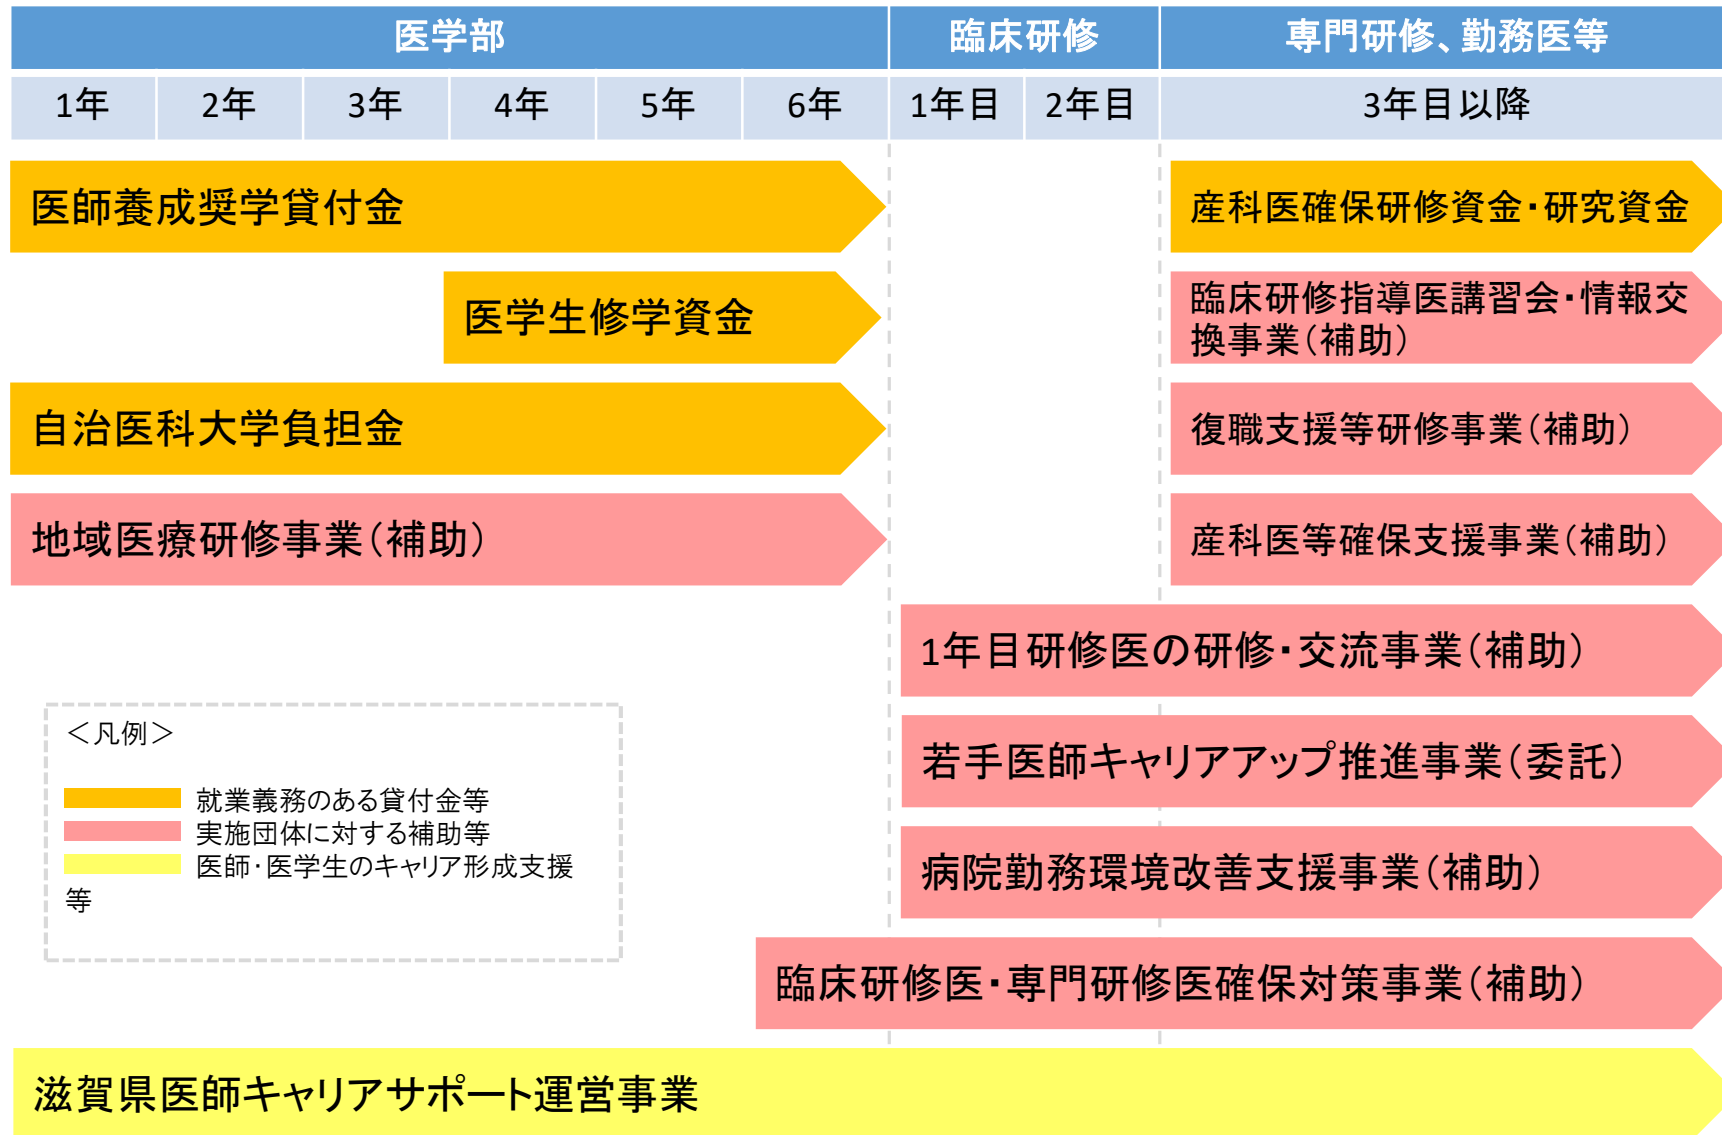 医学部
臨床研修
専門研修、勤務医等
1年
2年
3年
4年
5年
6年
1年目
2年目
3年目以降
医師養成奨学貸付金
産科医確保研修資金・研究資金
医学生修学資金
臨床研修指導医講習会・情報交
換事業(補助)
自治医科大学負担金
復職支援等研修事業(補助)
地域医療研修事業(補助)
産科医等確保支援事業(補助)
1年目研修医の研修・交流事業(補助)
若手医師キャリアアップ推進事業(委託)
病院勤務環境改善支援事業(補助)
臨床研修医・専門研修医確保対策事業(補助)
滋賀県医師キャリアサポート運営事業
<凡例>
就業義務のある貸付金等
実施団体に対する補助等
医師・医学生のキャリア形成支援
等